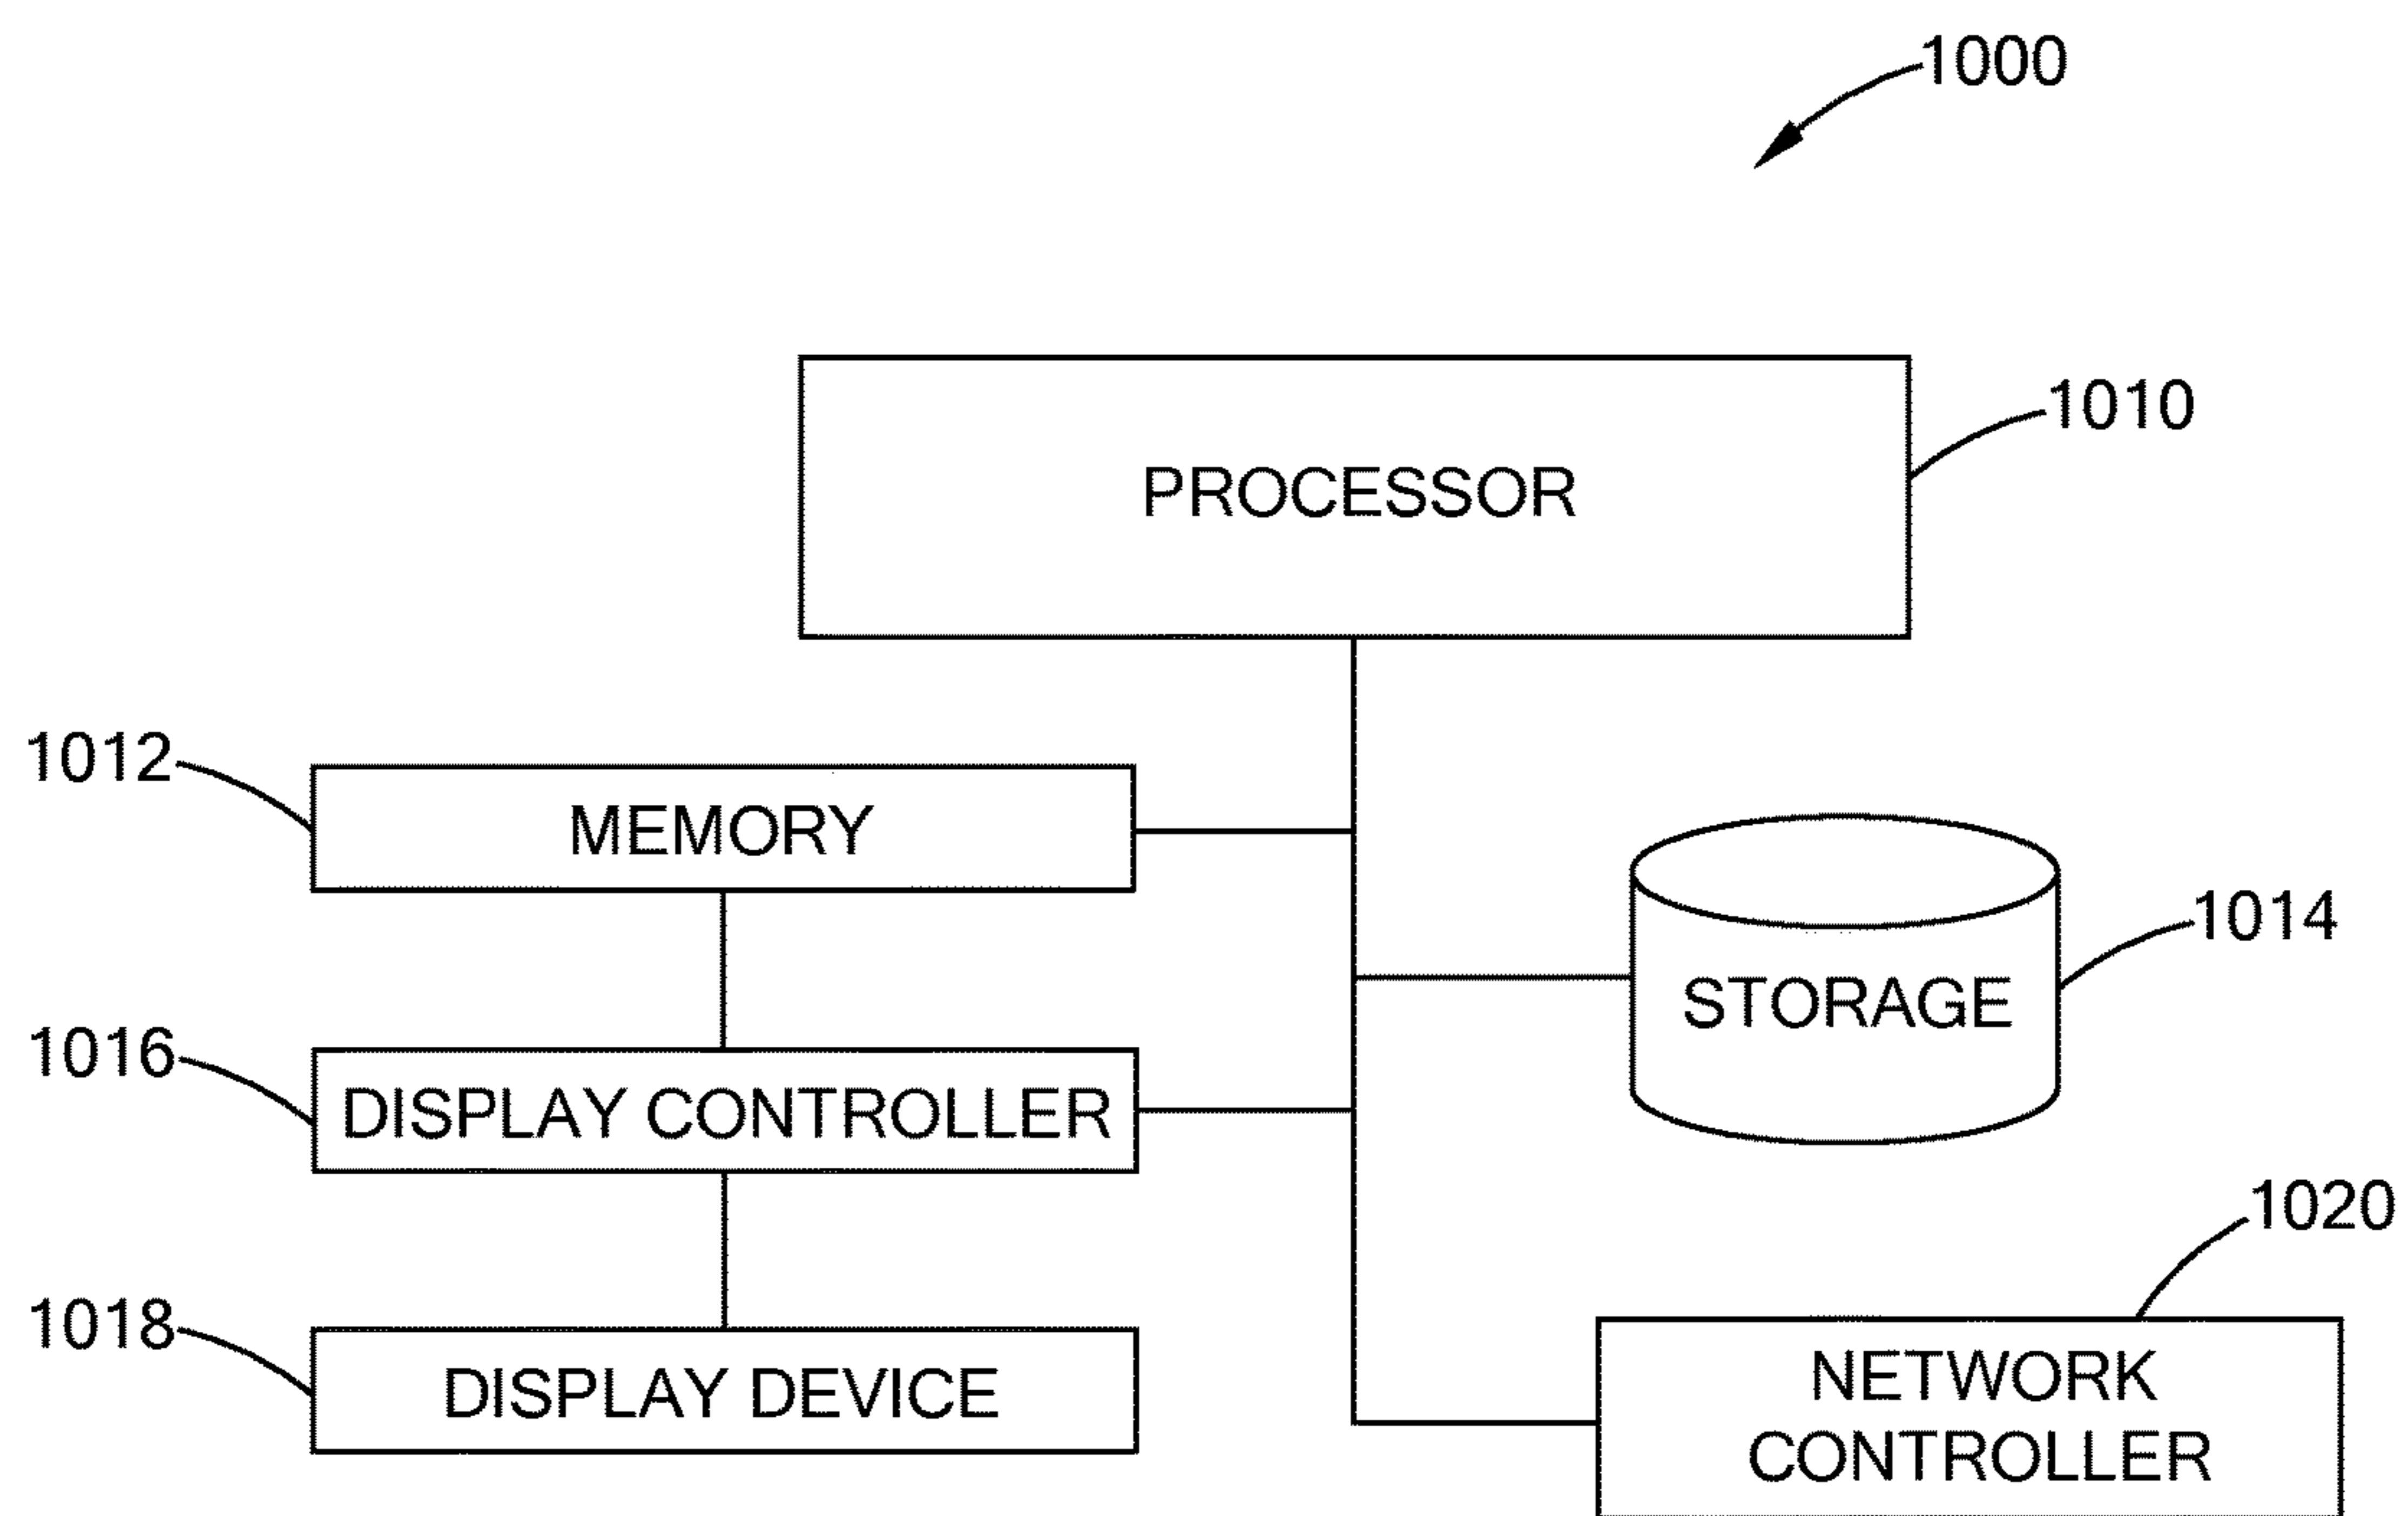 1000
1010
PROCESSOR
1012
MEMORY
1014
STORAGE
1016
DISPLAY CONTROLLER
1018
DISPLAY DEVICE
1020
NETWORK
CONTROLLER